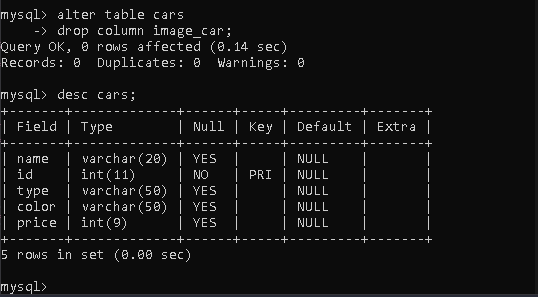 mysql> alter table cars
    -> drop column image_car;
Query OK, 0 rows affected (0.14 sec)
Records: 0  Duplicates: 0  Warnings: 0

mysql> desc cars;
+-------+-------------+------+-----+---------+-------+
| Field | Type        | Null | Key | Default | Extra |
+-------+-------------+------+-----+---------+-------+
| name  | varchar(20) | YES  |     | NULL    |       |
| id    | int(11)     | NO   | PRI | NULL    |       |
| type  | varchar(50) | YES  |     | NULL    |       |
| color | varchar(50) | YES  |     | NULL    |       |
| price | int(9)      | YES  |     | NULL    |       |
+-------+-------------+------+-----+---------+-------+
5 rows in set (0.00 sec)

mysql>